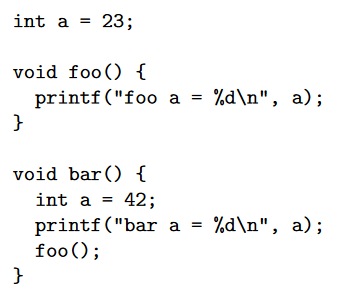 int a = 23;
void foo() {
  printf("foo a = %d\n", a);
}
void bar() {
  int a = 42;
  printf("bar a = %d\n", a);
  foo();
}